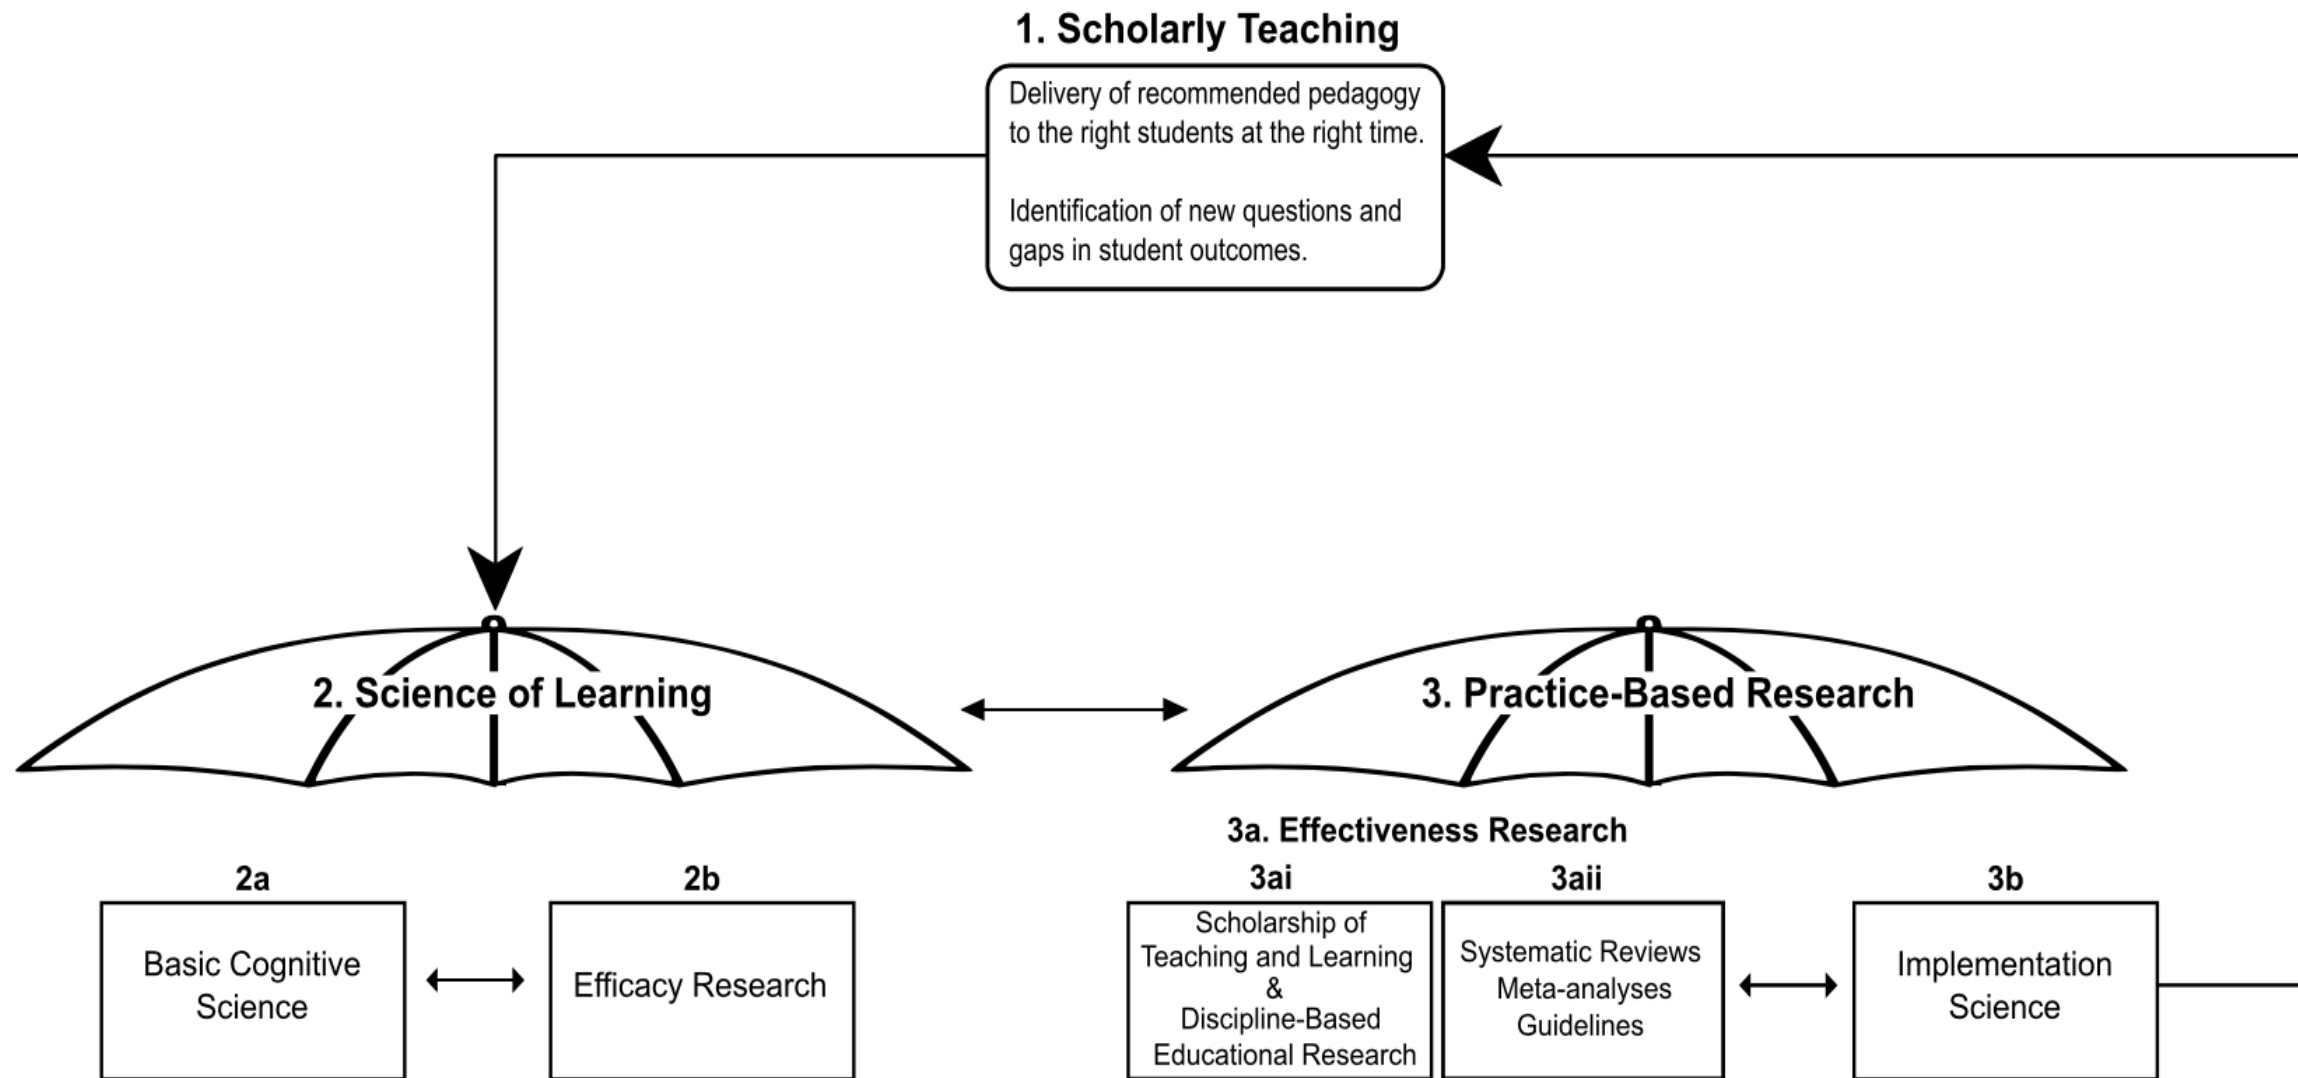 1. Scholarly Teaching
Delivery of recommended pedagogy
to the right students at the right time.
Identification of new questions and
gaps in student outcomes.
2. Science of Learning
3. Practice-Based Research
3a. Effectiveness Research
2a
2b
3ai
3aii
3b
Basic Cognitive
Science
Efficacy Research
Scholarship of
Teaching and Learning
&
Discipline-Based
Educational Research
Systematic Reviews
Meta-analyses
Guidelines
Implementation
Science